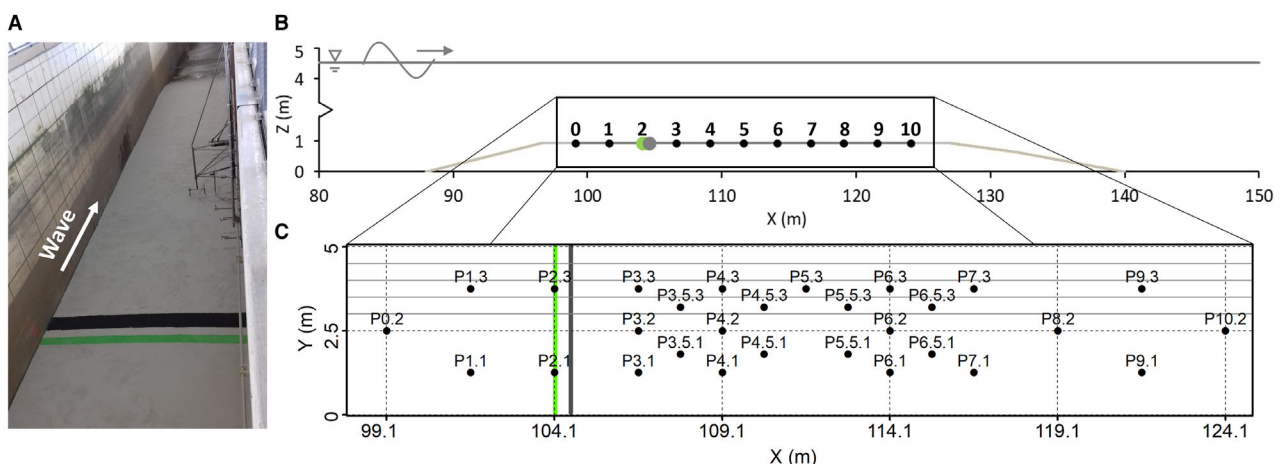 A
Wave
B
5
4
1
0
Z (m)
0 1 2 3 4 5 6 7 8 9 10
80 90 100 110 120 130 140 150
X (m)
C
5
2.5
0
Y (m)
P1.3 P2.3 P3.3 P4.3 P5.3 P6.3 P7.3 P9.3
P3.5.3 P4.5.3 P5.5.3 P6.5.3
P0.2 P3.2 P4.2 P6.2 P8.2 P10.2
P3.5.1 P4.5.1 P5.5.1 P6.5.1
P1.1 P2.1 P3.1 P4.1 P6.1 P7.1 P9.1
99.1 104.1 109.1 114.1 119.1 124.1
X (m)